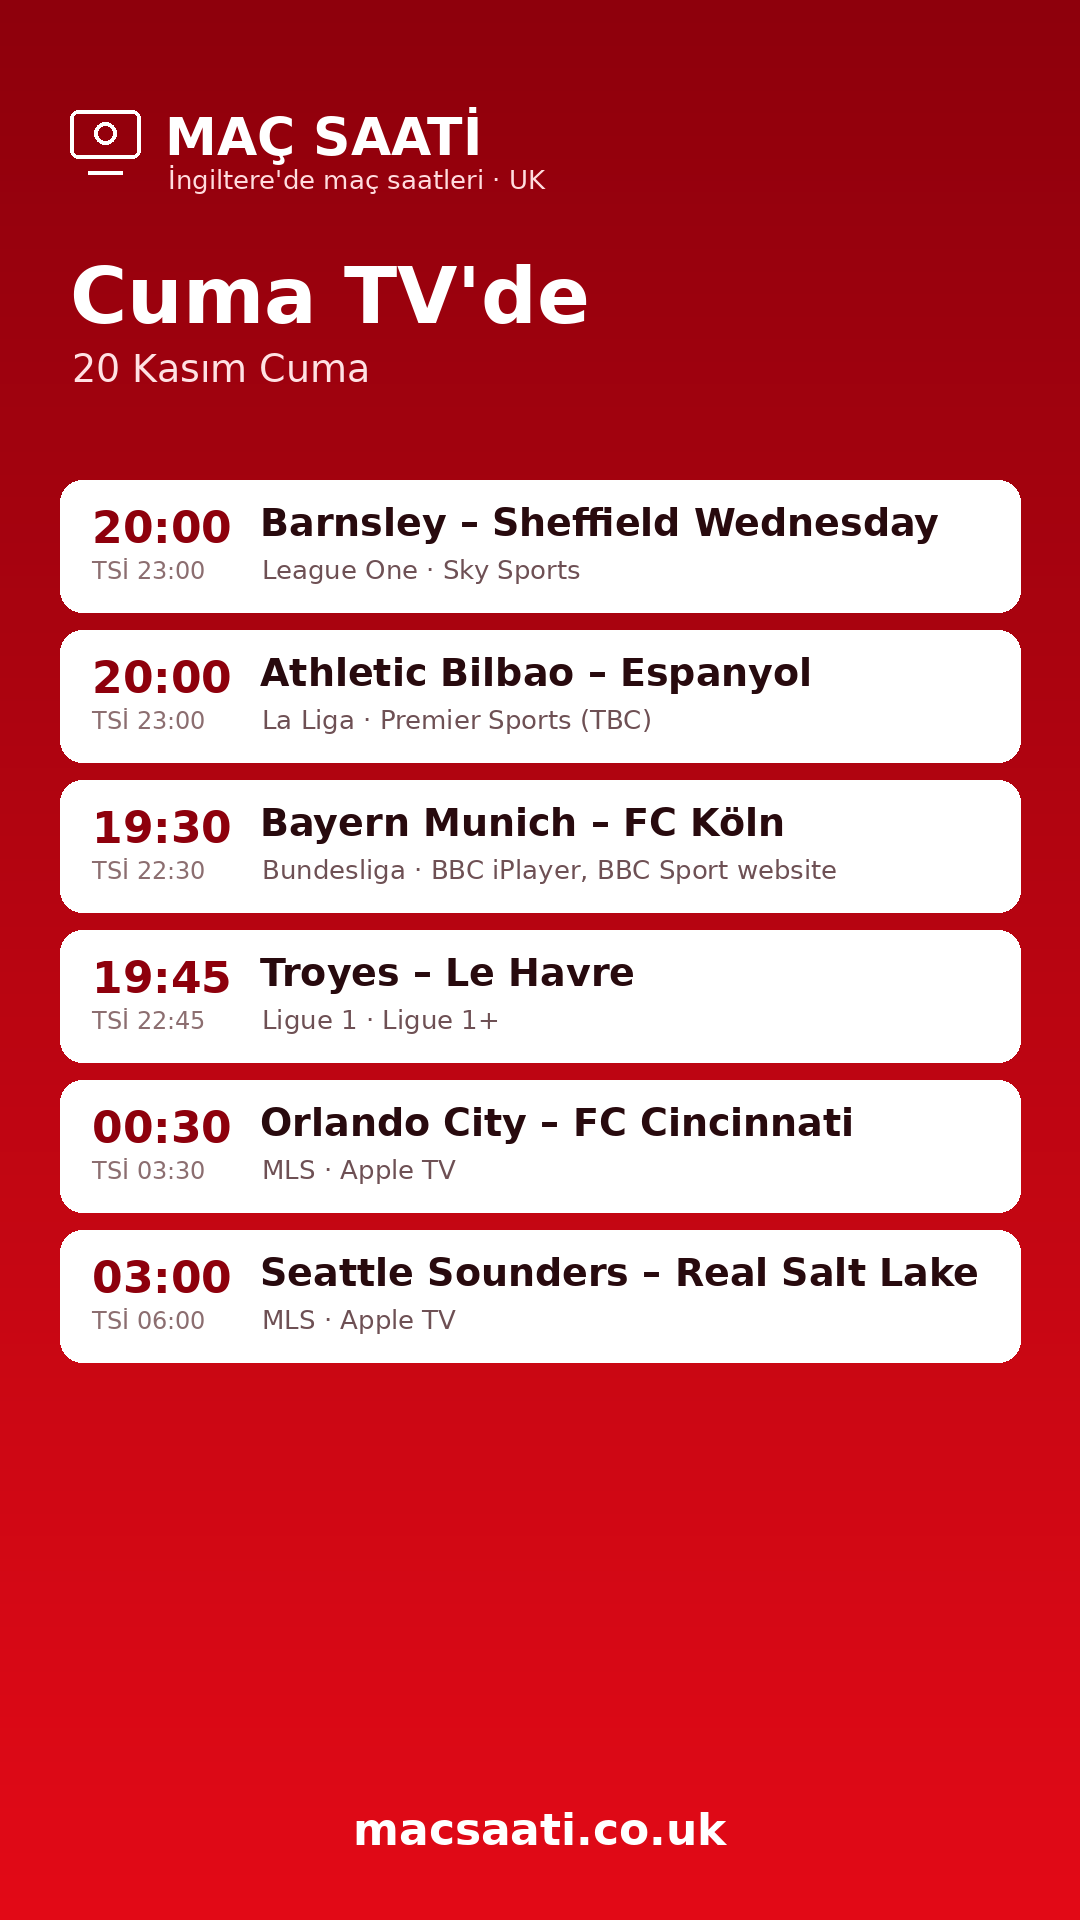 MAÇ SAATİ
İngiltere'de maç saatleri · UK
Cuma TV'de
20 Kasım Cuma
20:00 Barnsley – Sheffield Wednesday
TSİ 23:00 League One · Sky Sports
20:00 Athletic Bilbao – Espanyol
TSİ 23:00 La Liga · Premier Sports (TBC)
19:30 Bayern Munich – FC Köln
TSİ 22:30 Bundesliga · BBC iPlayer, BBC Sport website
19:45 Troyes – Le Havre
TSİ 22:45 Ligue 1 · Ligue 1+
00:30 Orlando City – FC Cincinnati
TSİ 03:30 MLS · Apple TV
03:00 Seattle Sounders – Real Salt Lake
TSİ 06:00 MLS · Apple TV
macsaati.co.uk